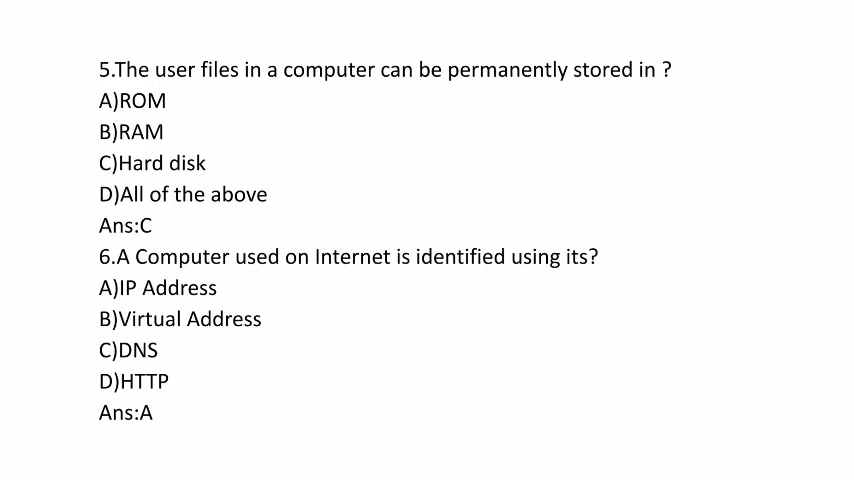 5.The user files in a computer can be permanently stored in ?
A)ROM
B)RAM
C)Hard disk
D)All of the above
Ans:C
6.A Computer used on Internet is identified using its?
A)IP Address
B)Virtual Address
C)DNS
D)HTTP
Ans:A